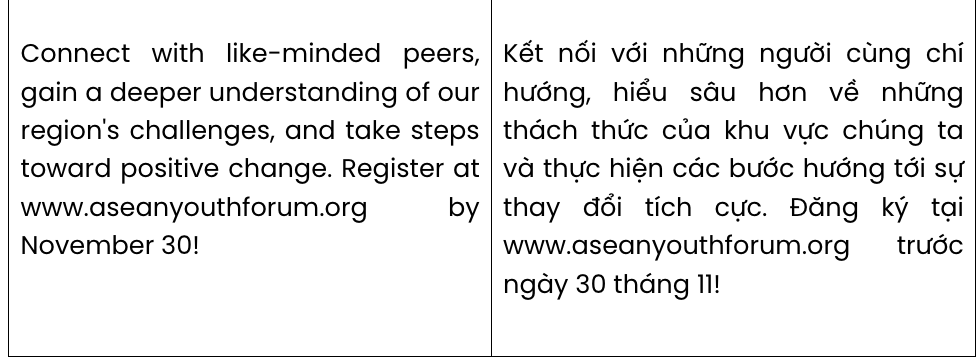 Connect with like-minded peers,
gain a deeper understanding of our
region's challenges, and take steps
toward positive change. Register at
www.aseanyouthforum.org by
November 30!
Kết nối với những người cùng chí
hướng, hiểu sâu hơn về những
thách thức của khu vực chúng ta
và thực hiện các bước hướng tới sự
thay đổi tích cực. Đăng ký tại
www.aseanyouthforum.org trước
ngày 30 tháng 11!